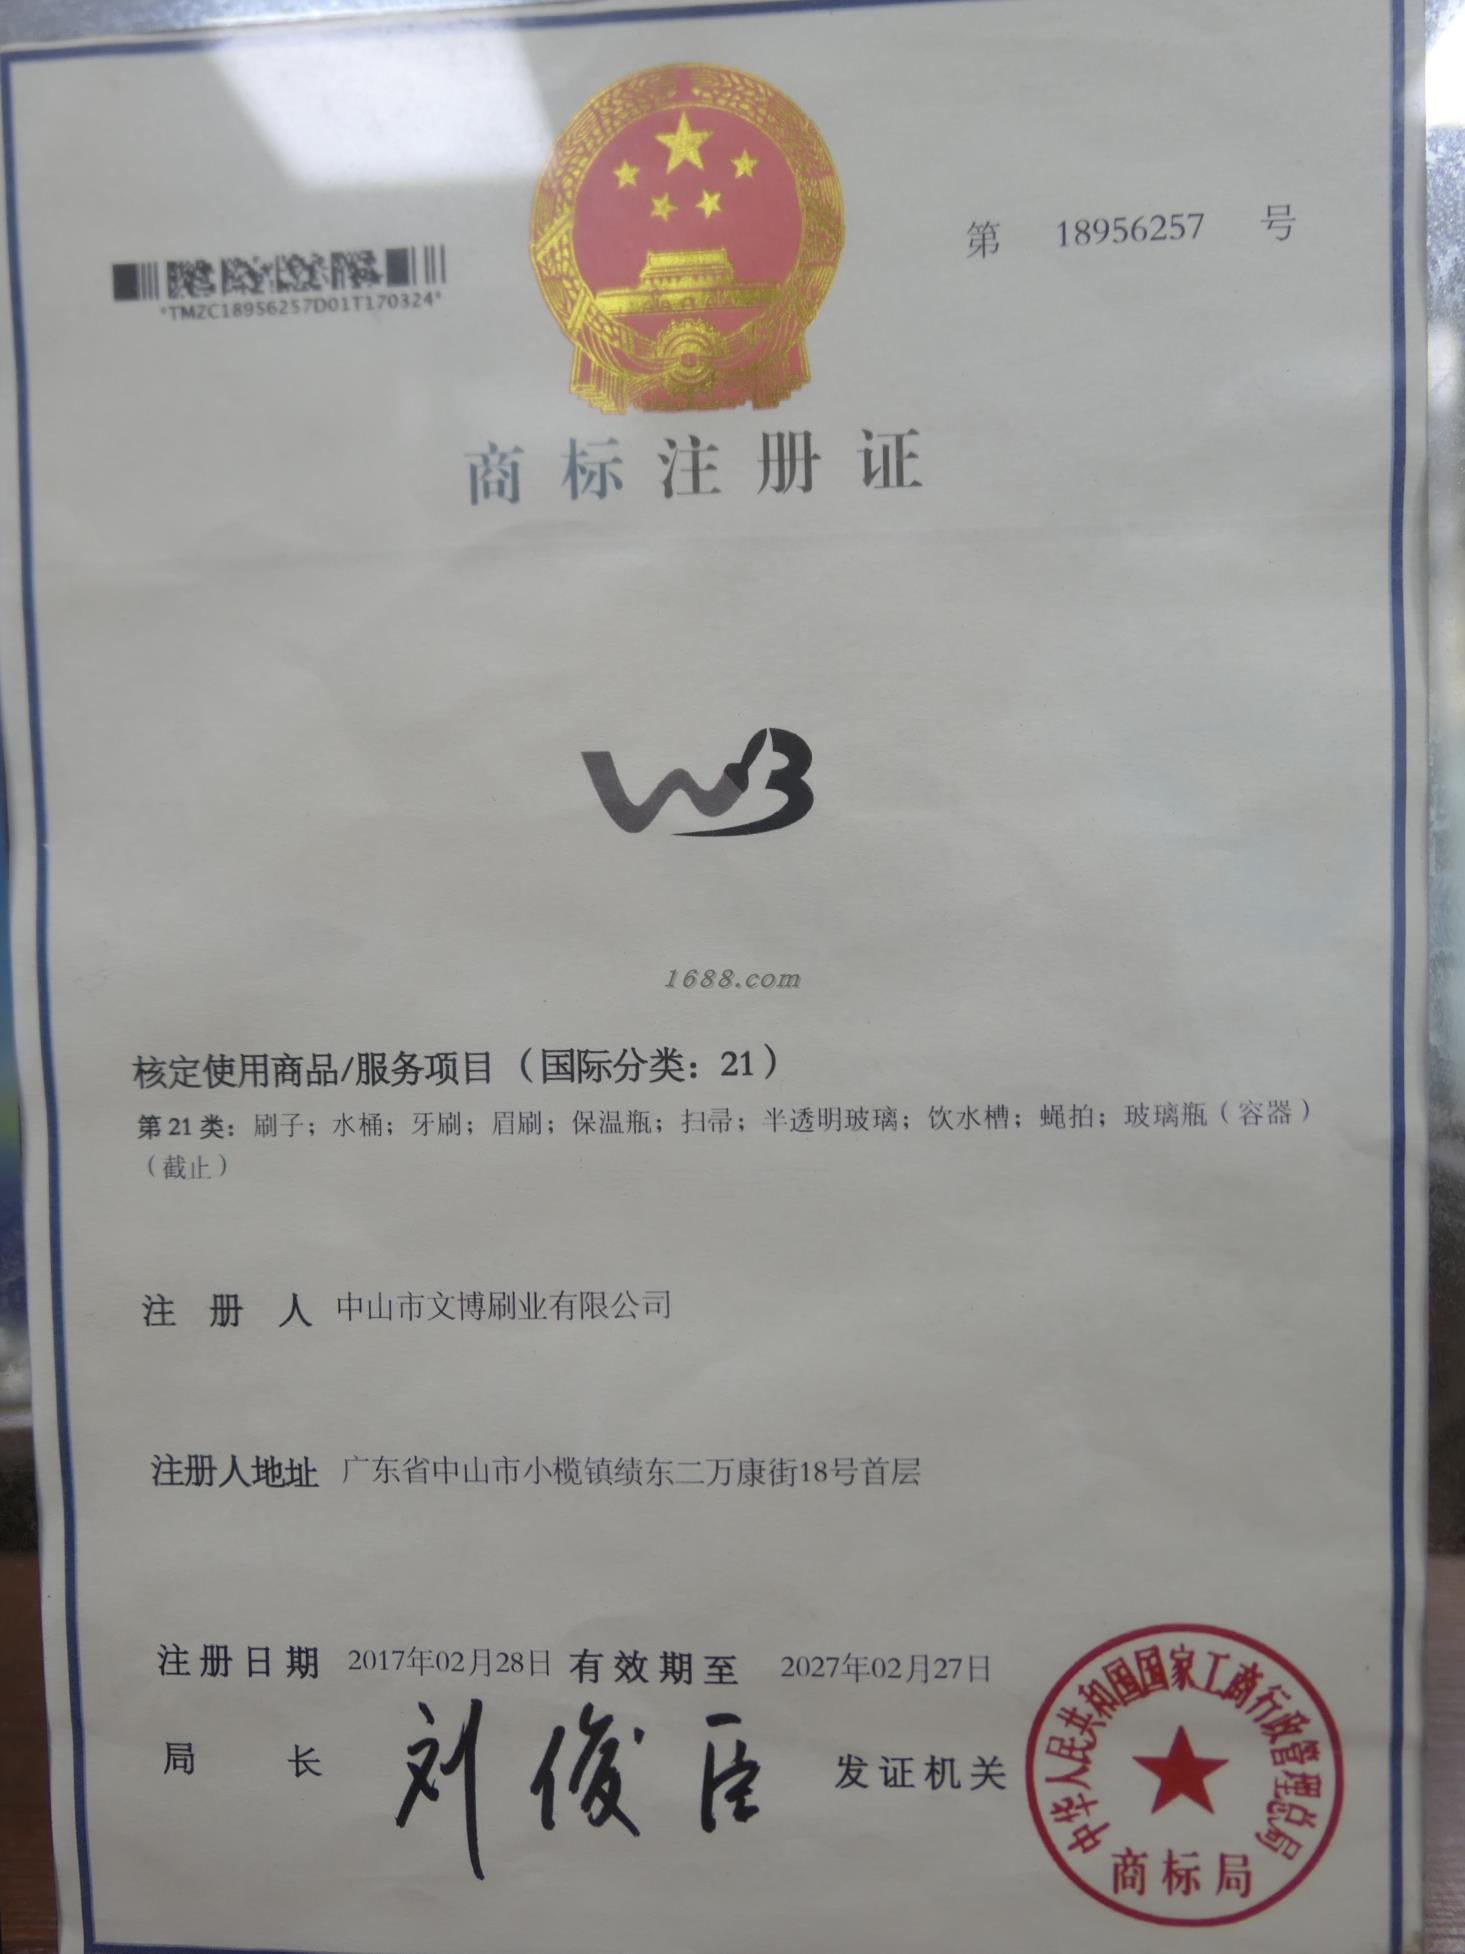 第 18956257 号
*TMZC18956257D01T170324*
商标注册证
WB
1688.com
核定使用商品/服务项目（国际分类：21）
第21类：刷子；水桶；牙刷；眉刷；保温瓶；扫帚；半透明玻璃；饮水槽；蝇拍；玻璃瓶（容器）
（截止）
注册人 中山市文博刷业有限公司
注册人地址 广东省中山市小榄镇绩东二万康街18号首层
注册日期 2017年02月28日 有效期至 2027年02月27日
局长 刘俊臣 发证机关
中华人民共和国国家工商行政管理总局
商标局